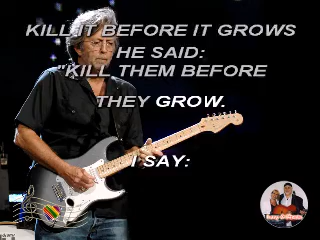 KILL IT BEFORE IT GROWS
HE SAID:
"KILL THEM BEFORE
THEY GROW.
I SAY: